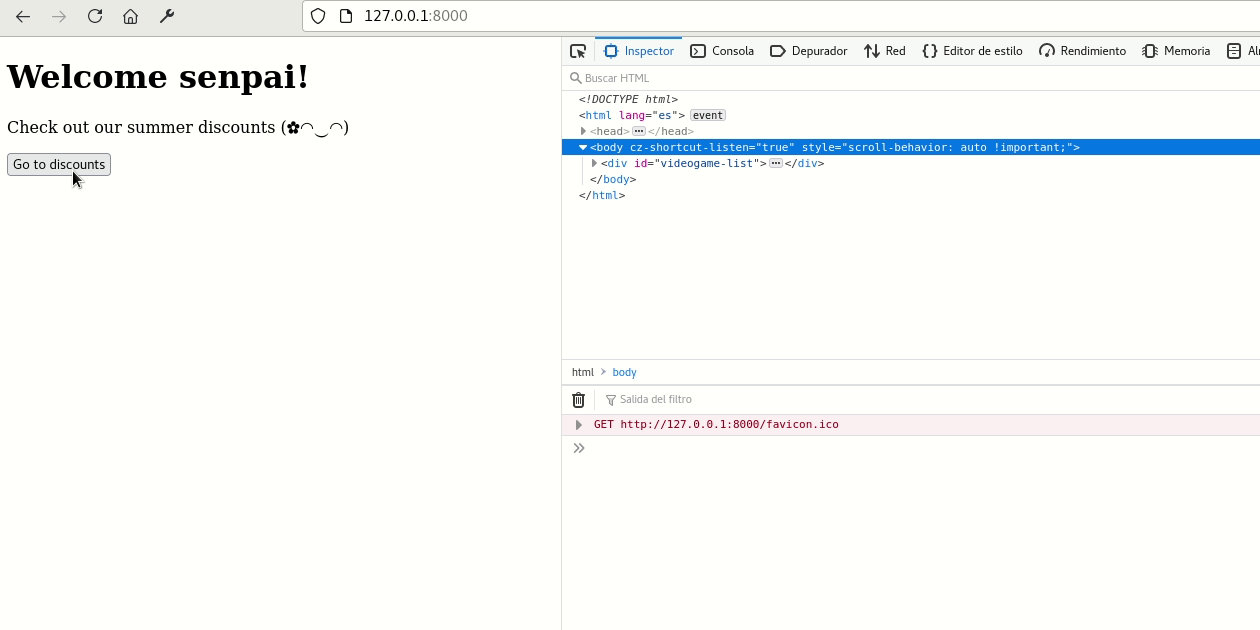 127.0.0.1:8000
Welcome senpai!
Check out our summer discounts (✿◠‿◠)
Go to discounts
Inspector Consola Depurador Red Editor de estilo Rendimiento Memoria
Buscar HTML
<!DOCTYPE html>
<html lang="es"> event
<head> ··· </head>
<body cz-shortcut-listen="true" style="scroll-behavior: auto !important;">
<div id="videogame-list"> ··· </div>
</body>
</html>
html > body
Salida del filtro
GET http://127.0.0.1:8000/favicon.ico